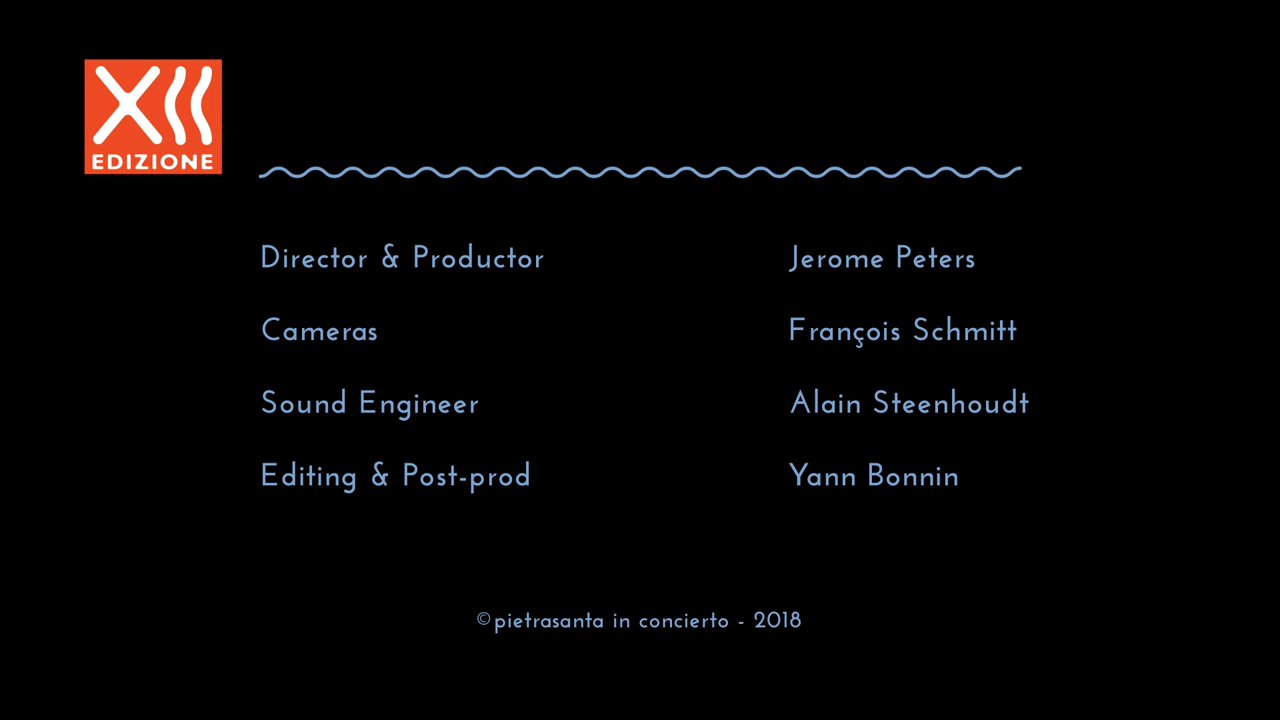 XII
EDIZIONE
Director & Productor Jerome Peters
Cameras François Schmitt
Sound Engineer Alain Steenhoudt
Editing & Post-prod Yann Bonnin
©pietrasanta in concierto - 2018